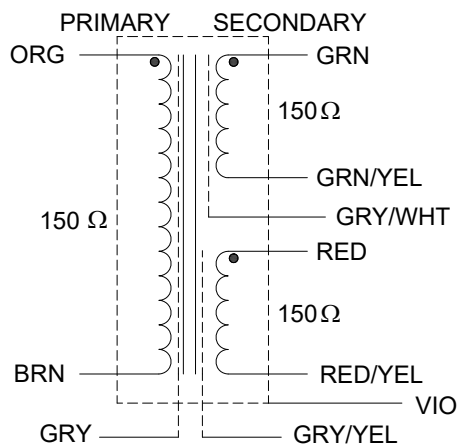 PRIMARY SECONDARY
ORG GRN
150Ω
GRN/YEL
150 Ω GRY/WHT
RED
150Ω
BRN RED/YEL
VIO
GRY GRY/YEL